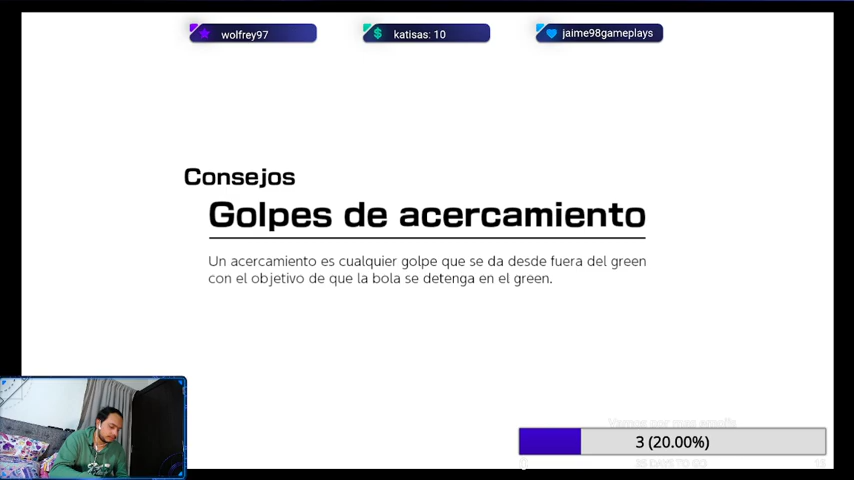 wolfrey97
katisas: 10
jaime98gameplays
Consejos
Golpes de acercamiento
Un acercamiento es cualquier golpe que se da desde fuera del green
con el objetivo de que la bola se detenga en el green.
3 (20.00%)